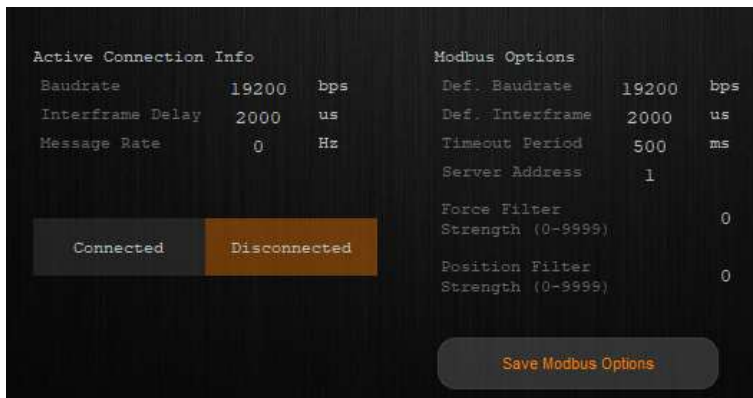 Active Connection Info
Baudrate 19200 bps
Interframe Delay 2000 us
Message Rate 0 Hz
Connected Disconnected
Modbus Options
Def. Baudrate 19200 bps
Def. Interframe 2000 us
Timeout Period 500 ms
Server Address 1
Force Filter
Strength (0-9999) 0
Position Filter
Strength (0-9999) 0
Save Modbus Options